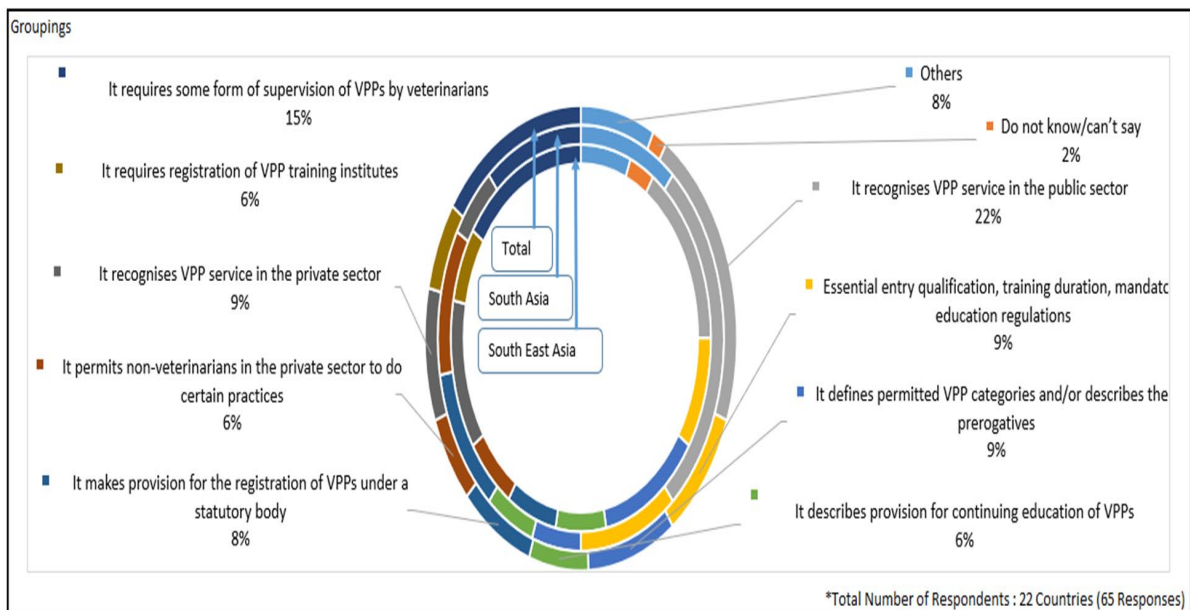 Groupings
It requires some form of supervision of VPPs by veterinarians
15%
It requires registration of VPP training institutes
6%
It recognises VPP service in the private sector
9%
It permits non-veterinarians in the private sector to do
certain practices
6%
It makes provision for the registration of VPPs under a
statutory body
8%
Total
South Asia
South East Asia
Others
8%
Do not know/can't say
2%
It recognises VPP service in the public sector
22%
Essential entry qualification, training duration, mandatc
education regulations
9%
It defines permitted VPP categories and/or describes the
prerogatives
9%
It describes provision for continuing education of VPPs
6%
*Total Number of Respondents : 22 Countries (65 Responses)